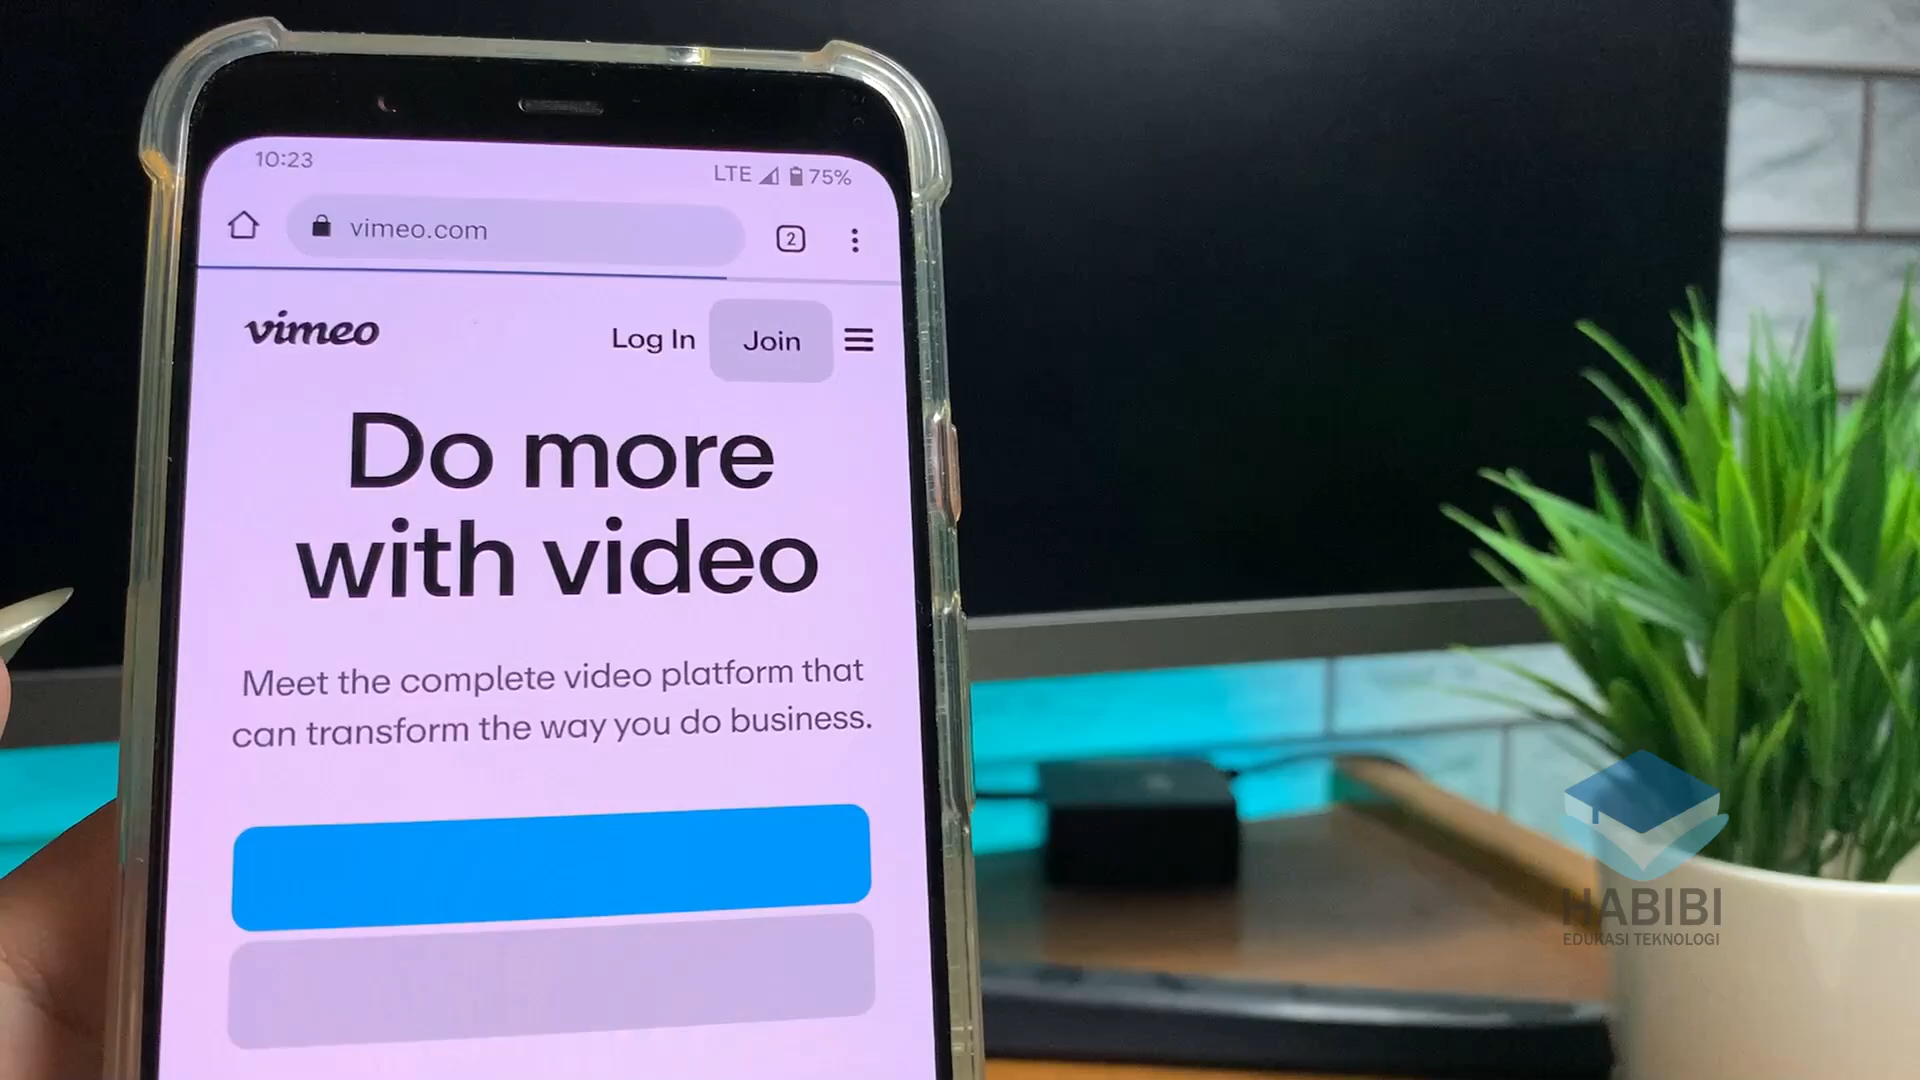 10:23
LTE 75%
vimeo.com
2
vimeo
Log In
Join
Do more
with video
Meet the complete video platform that
can transform the way you do business.
HABIBI
EDUKASI TEKNOLOGI